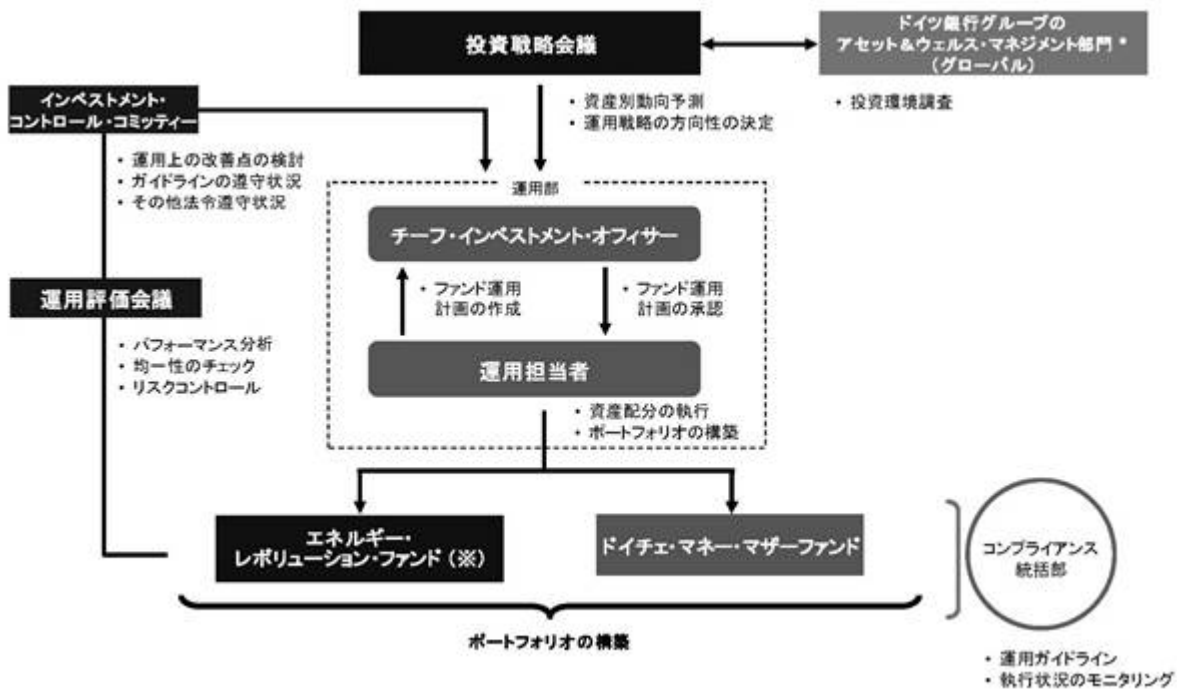 投資戦略会議
ドイツ銀行グループの
アセット&ウェルス・マネジメント部門*
(グローバル)
・ 資産別動向予測
・ 運用戦略の方向性の決定
・ 投資環境調査
インベストメント・
コントロール・コミッティー
・ 運用上の改善点の検討
・ ガイドラインの遵守状況
・ その他法令遵守状況
運用部
チーフ・インベストメント・オフィサー
・ ファンド運用
計画の作成
・ ファンド運用
計画の承認
運用評価会議
・ パフォーマンス分析
・ 均一性のチェック
・ リスクコントロール
運用担当者
・ 資産配分の執行
・ ポートフォリオの構築
エネルギー・
レボリューション・ファンド(※)
ドイチェ・マネー・マザーファンド
コンプライアンス
統括部
ポートフォリオの構築
・ 運用ガイドライン
・ 執行状況のモニタリング